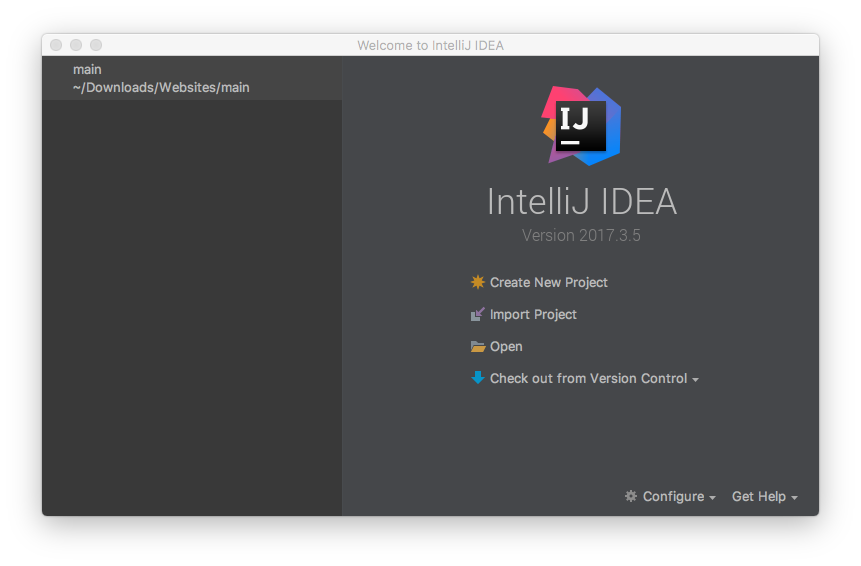 Welcome to IntelliJ IDEA
main
~/Downloads/Websites/main
IJ
IntelliJ IDEA
Version 2017.3.5
Create New Project
Import Project
Open
Check out from Version Control
Configure
Get Help